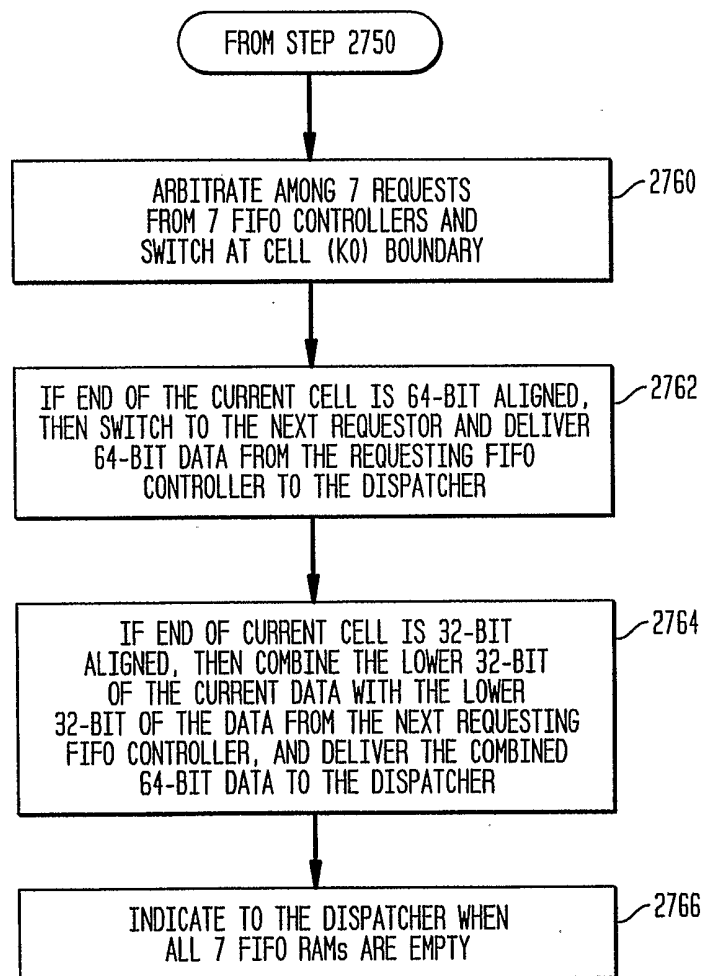 FROM STEP 2750
ARBITRATE AMONG 7 REQUESTS
FROM 7 FIFO CONTROLLERS AND
SWITCH AT CELL (K0) BOUNDARY
2760
IF END OF THE CURRENT CELL IS 64-BIT ALIGNED,
THEN SWITCH TO THE NEXT REQUESTOR AND DELIVER
64-BIT DATA FROM THE REQUESTING FIFO
CONTROLLER TO THE DISPATCHER
2762
IF END OF CURRENT CELL IS 32-BIT
ALIGNED, THEN COMBINE THE LOWER 32-BIT
OF THE CURRENT DATA WITH THE LOWER
32-BIT OF THE DATA FROM THE NEXT REQUESTING
FIFO CONTROLLER, AND DELIVER THE COMBINED
64-BIT DATA TO THE DISPATCHER
2764
INDICATE TO THE DISPATCHER WHEN
ALL 7 FIFO RAMs ARE EMPTY
2766